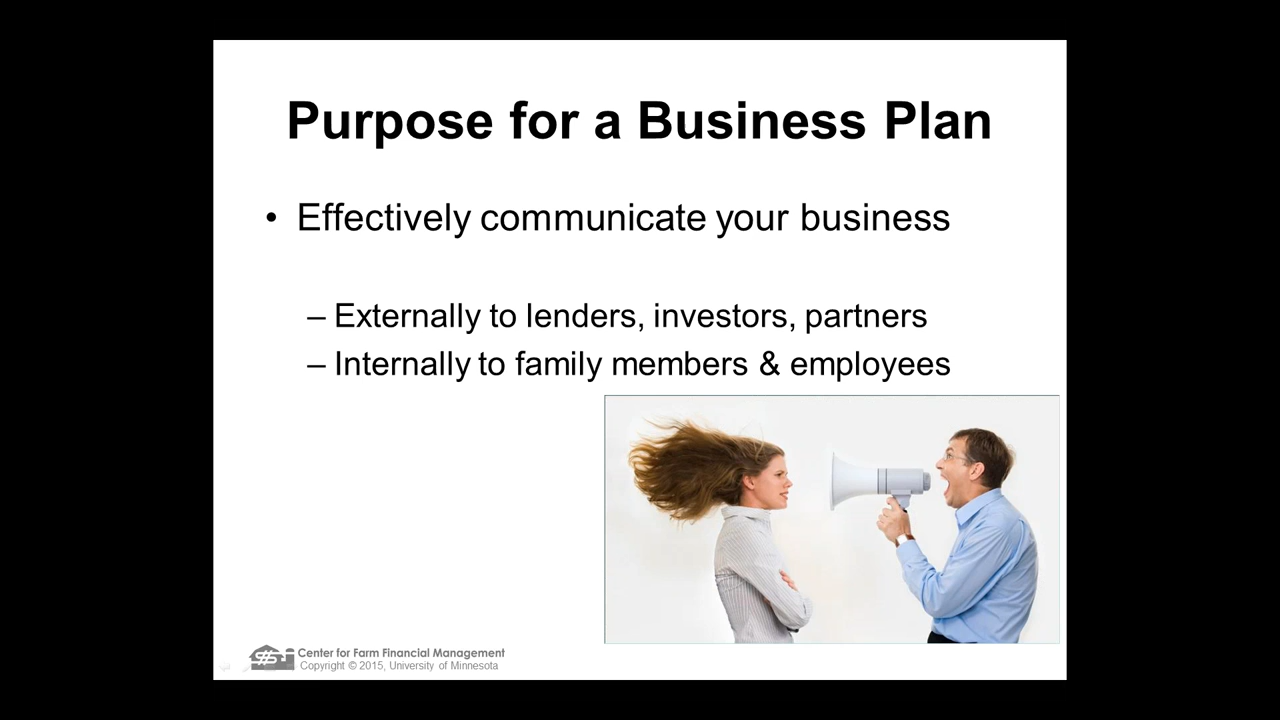 Purpose for a Business Plan
• Effectively communicate your business
– Externally to lenders, investors, partners
– Internally to family members & employees
Center for Farm Financial Management
Copyright © 2015, University of Minnesota